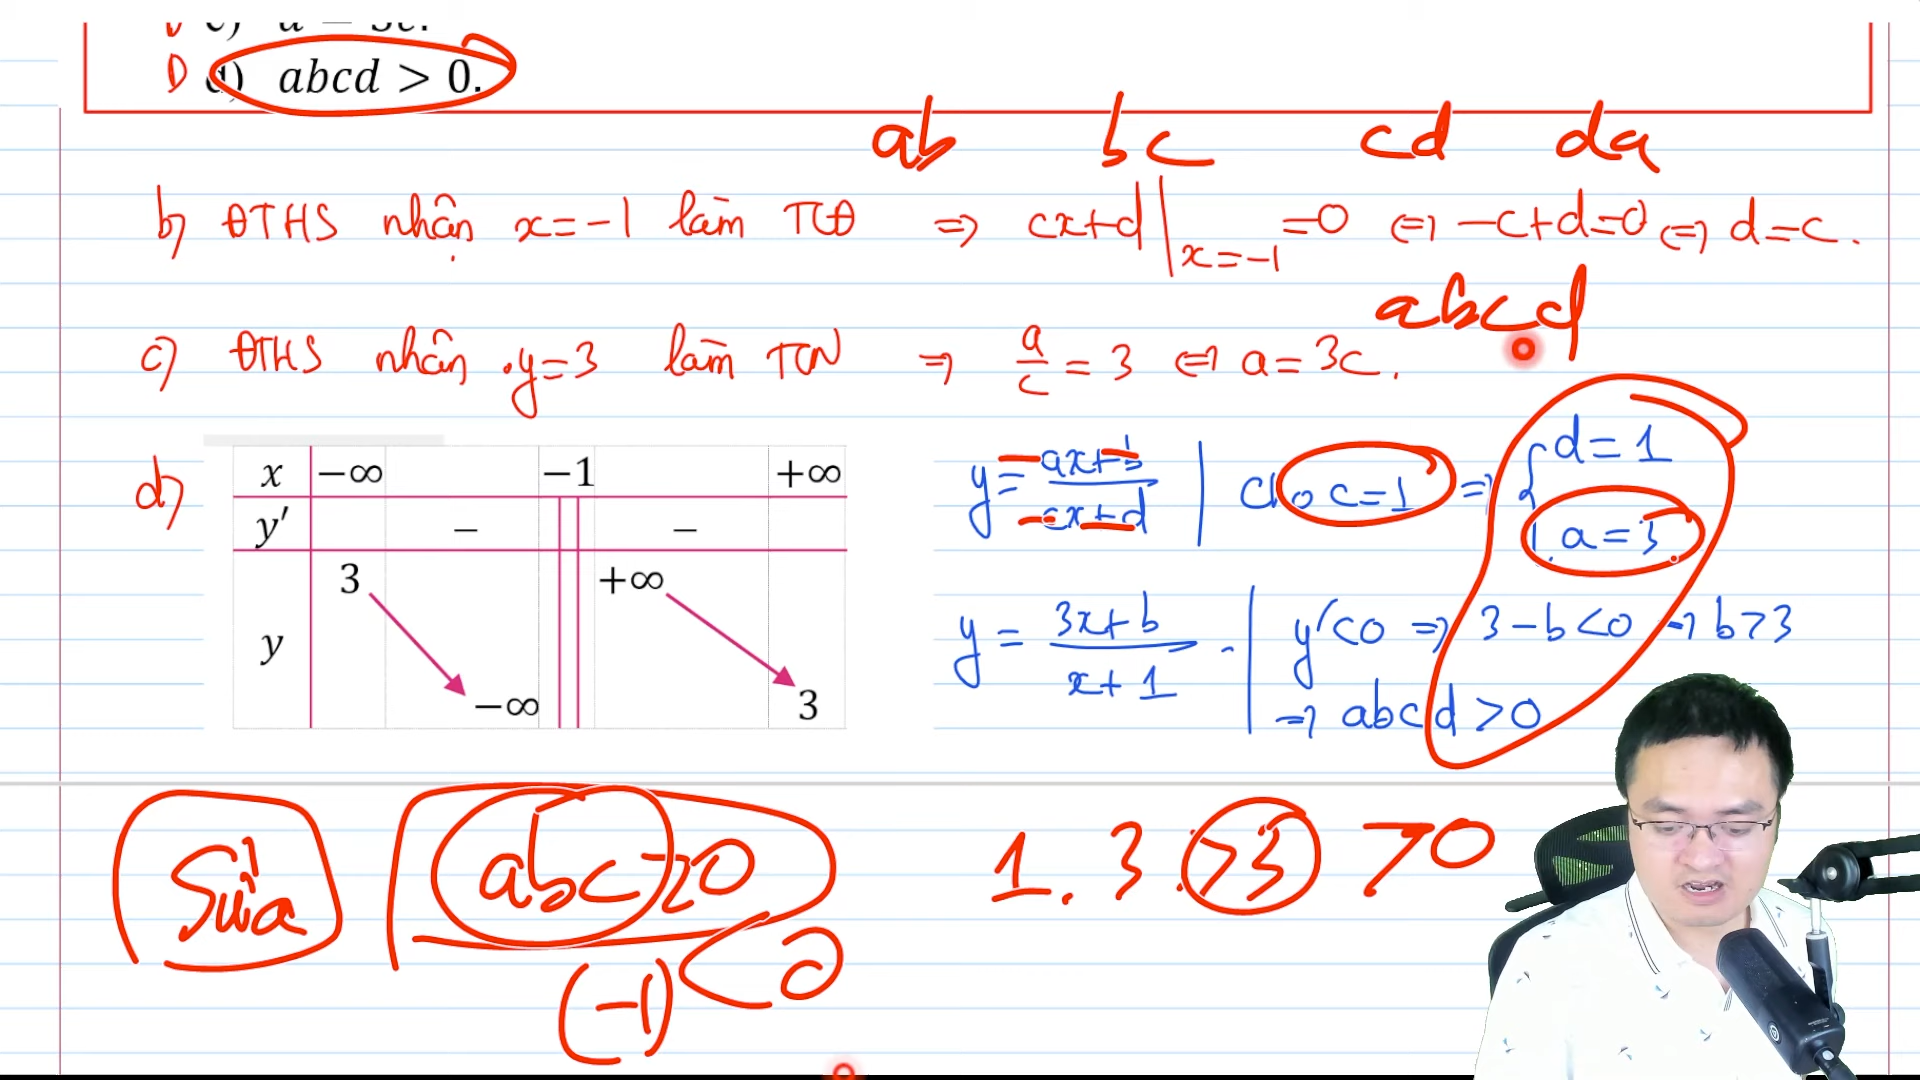 c) a = 3c.
Đ d) abcd > 0.
ab bc cd da
b) ĐTHS nhận x=-1 làm TCĐ ⇒ cx+d | x=-1 =0 ⇔ -c+d=0 ⇔ d=c.
abcd
c) ĐTHS nhận y=3 làm TCN ⇒ a/c = 3 ⇔ a=3c.
d)
x -∞ -1 +∞
y' - -
y 3 -∞ +∞ 3
y = ax+b / cx+d | cho c=1 ⇒ { d=1 a=3
y = 3x+b / x+1 . | y'<0 ⇒ 3-b<0 ⇒ b>3
⇒ abcd >0
Sửa abc >0 1.3.>3 >0
(-1) <0